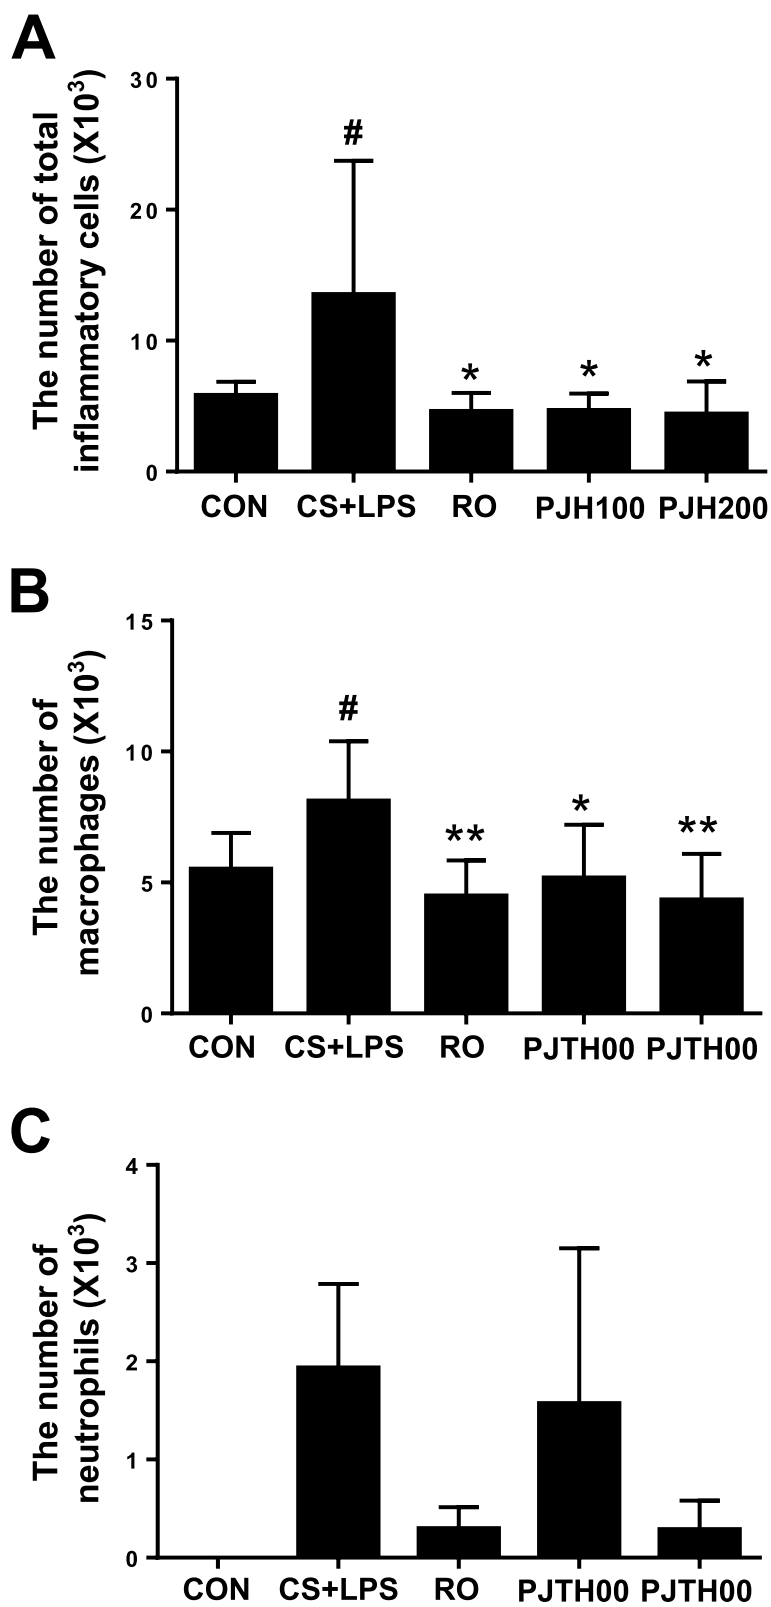 A
The number of total
inflammatory cells (X10³)
30
20
10
0
#
*
*
*
CON CS+LPS RO PJH100 PJH200
B
The number of
macrophages (X10³)
15
10
5
0
#
**
*
**
CON CS+LPS RO PJTH00 PJTH00
C
The number of
neutrophils (X10³)
4
3
2
1
0
CON CS+LPS RO PJTH00 PJTH00